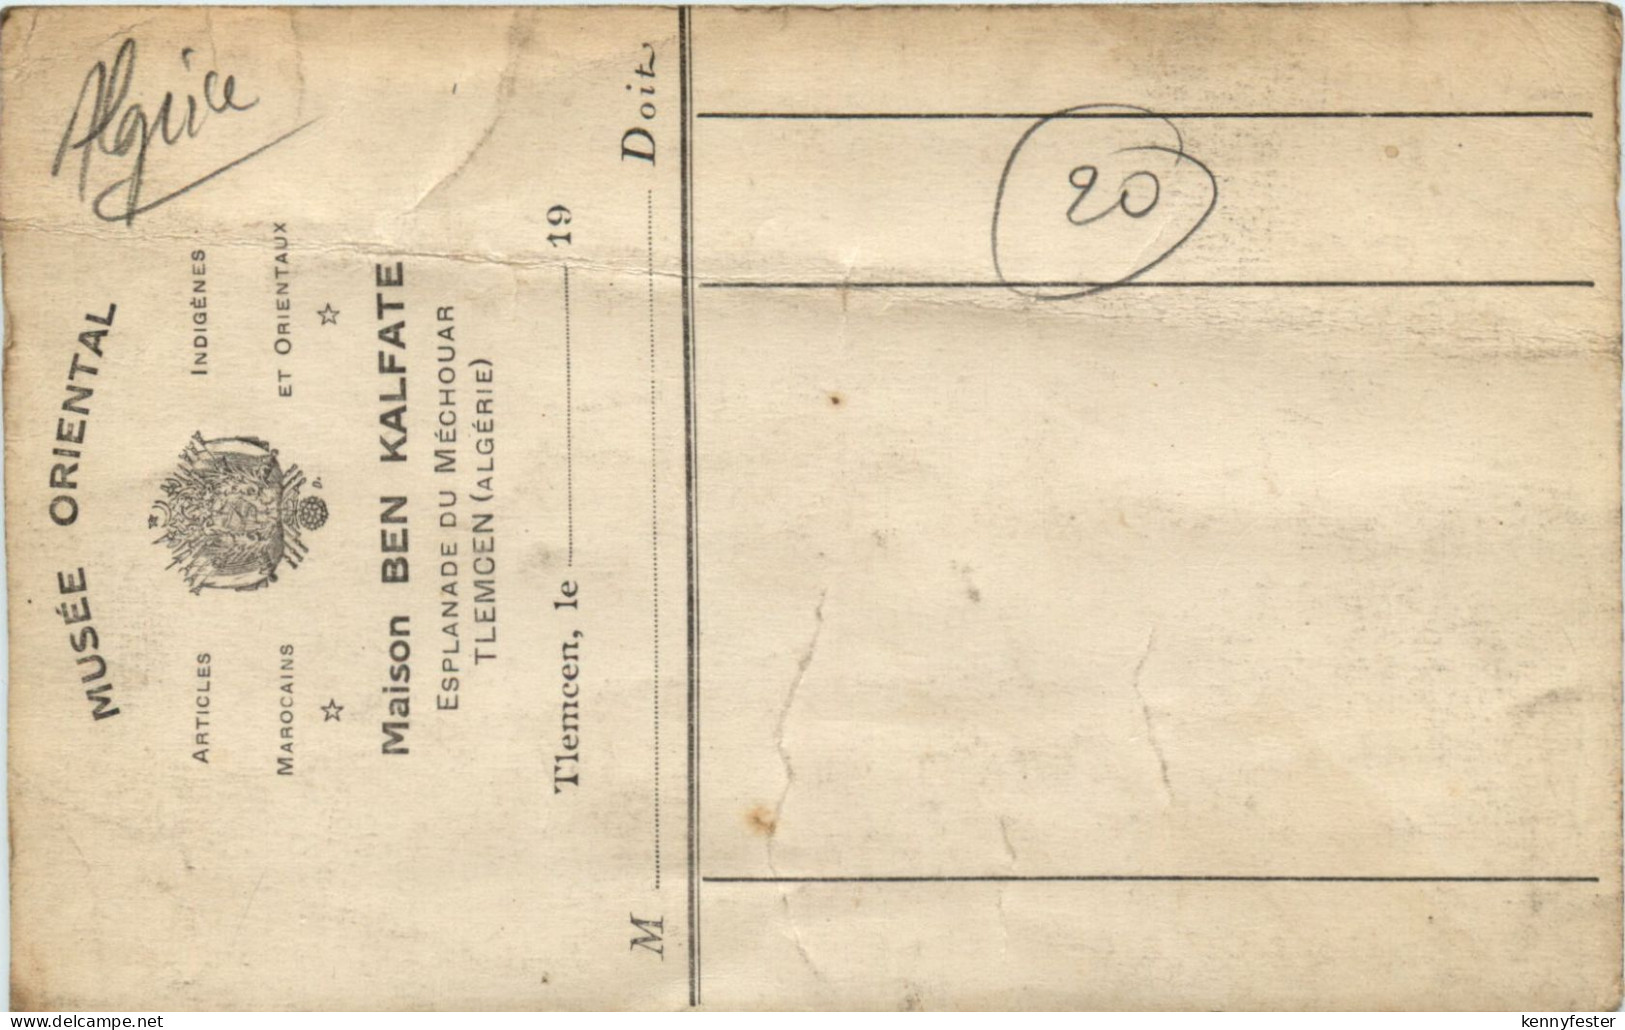 Algérie
MUSÉE ORIENTAL
ARTICLES INDIGÈNES
MAROCAINS ET ORIENTAUX
Maison BEN KALFATE
ESPLANADE DU MÉCHOUAR
TLEMCEN (ALGÉRIE)
Tlemcen, le 19
M Doit
20
delcampe.net
kennyfester